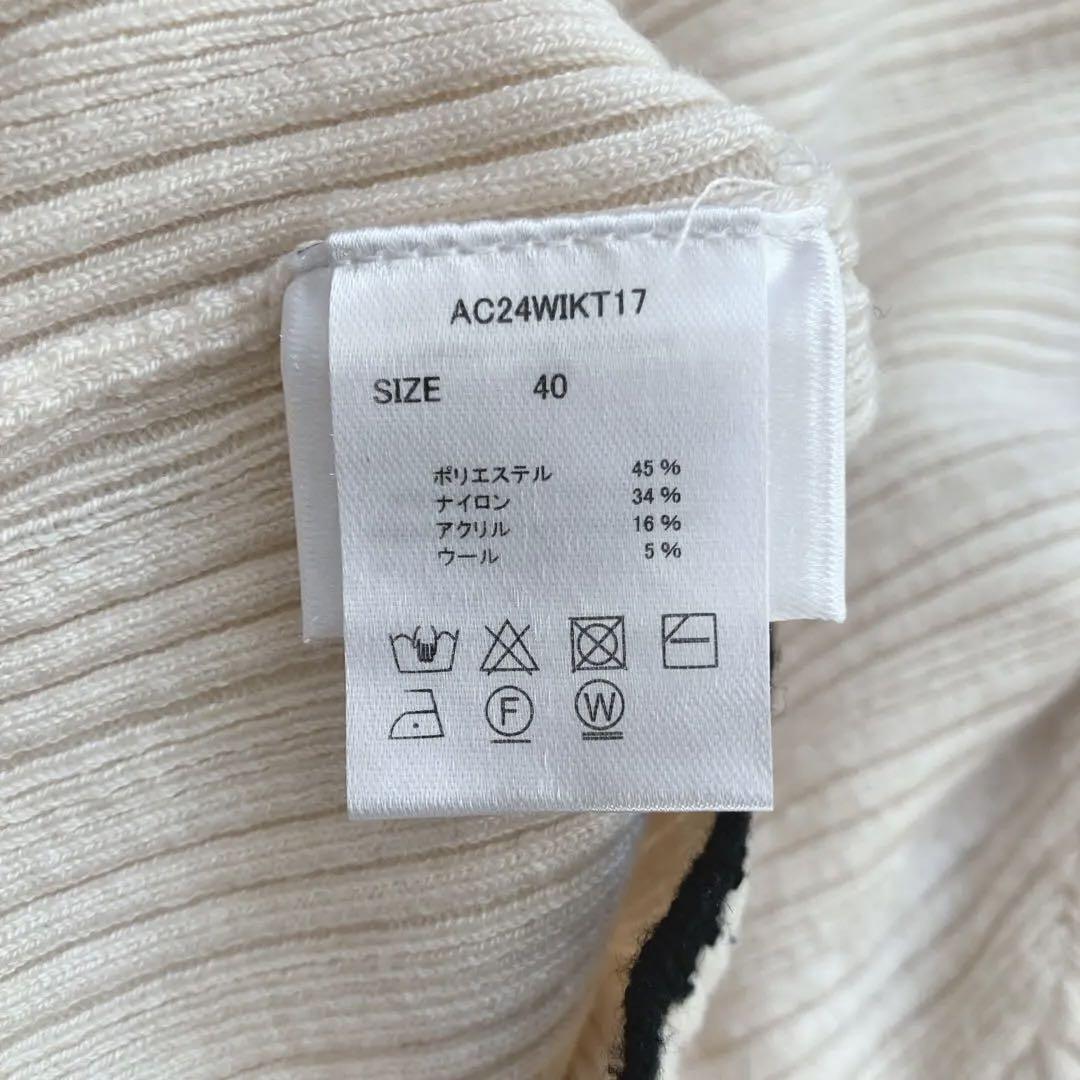 AC24WIKT17
SIZE 40
ポリエステル 45 %
ナイロン 34 %
アクリル 16 %
ウール 5 %
F W